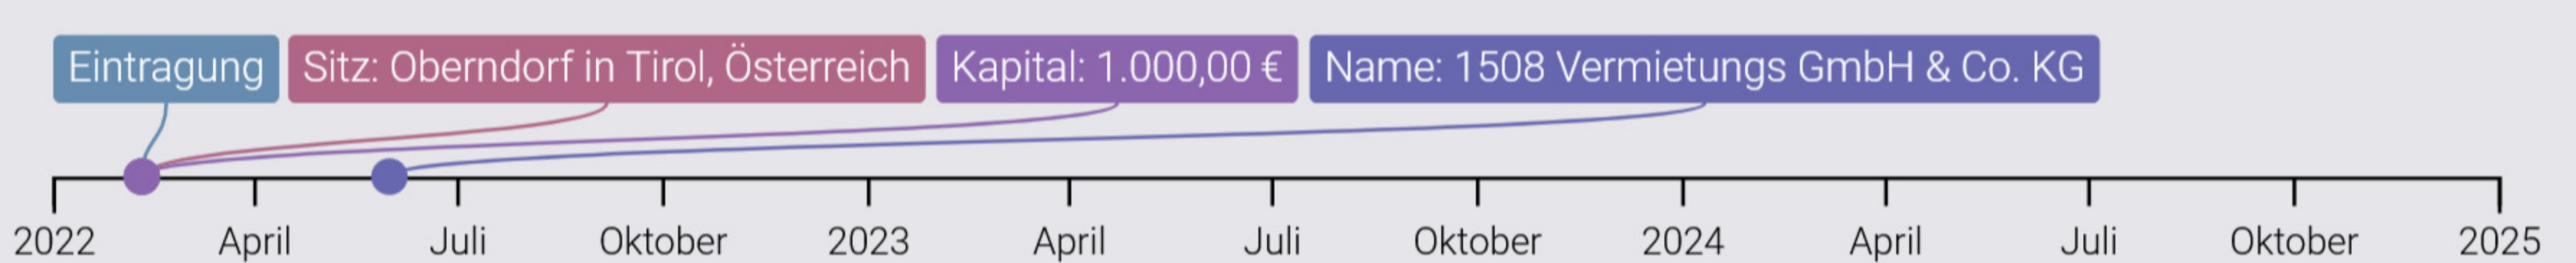 Eintragung Sitz: Oberndorf in Tirol, Österreich Kapital: 1.000,00 € Name: 1508 Vermietungs GmbH & Co. KG
2022 April Juli Oktober 2023 April Juli Oktober 2024 April Juli Oktober 2025